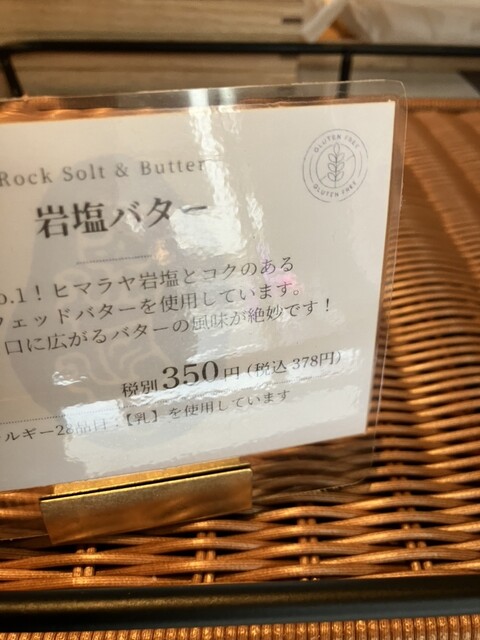 Rock Solt & Butter
GLUTEN FREE
GLUTEN FARE
岩塩バター
o.1！ヒマラヤ岩塩とコクのある
フェッドバターを使用しています。
口に広がるバターの風味が絶妙です！
税別350円(税込378円)
ルギー28品目：【乳】を使用しています